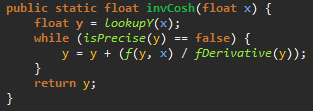 public static float invCosh(float x) {
float y = lookupY(x);
while (isPrecise(y) == false) {
y = y + (f(y, x) / fDerivative(y));
}
return y;
}